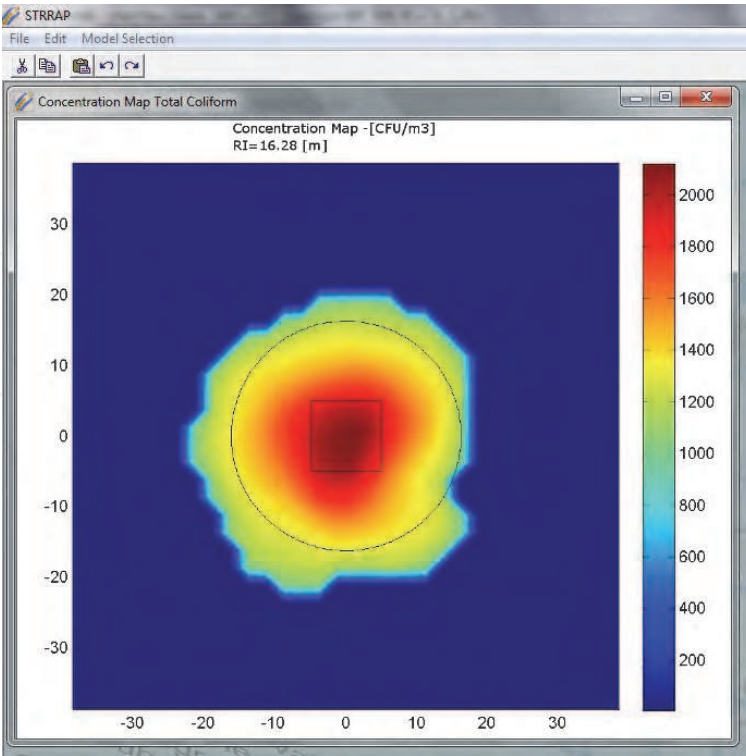 STRRAP
File Edit Model Selection
Concentration Map Total Coliform
Concentration Map -[CFU/m3]
RI=16.28 [m]
30
20
10
0
-10
-20
-30
-30 -20 -10 0 10 20 30
2000
1800
1600
1400
1200
1000
800
600
400
200